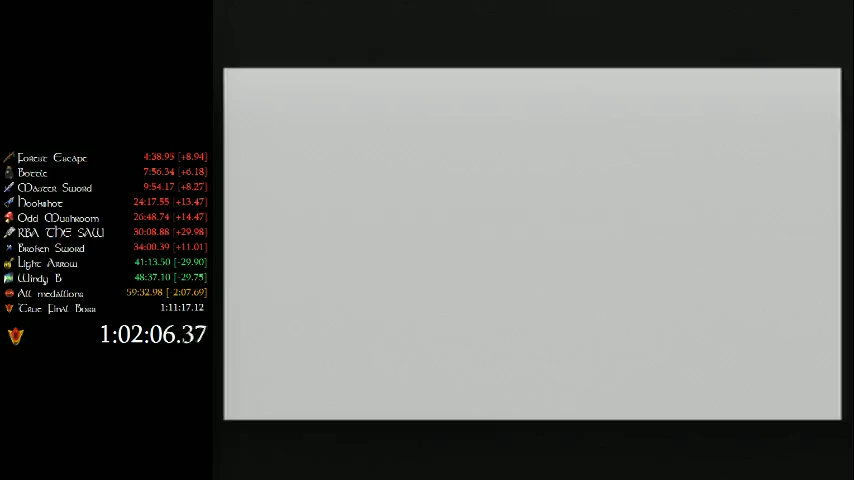 Forest Escape 4:38.95 [+8.94]
Bottle 7:56.34 [+6.18]
Master Sword 9:54.17 [+8.27]
Hookshot 24:17.55 [+13.47]
Odd Mushroom 26:48.74 [+14.47]
RBA THE SAW 30:08.88 [+29.98]
Broken Sword 34:00.39 [+11.01]
Light Arrow 41:13.50 [-29.90]
Windy B 48:37.10 [-29.75]
All medallions 59:32.98 [-2:07.69]
True Final Boss 1:11:17.12
1:02:06.37